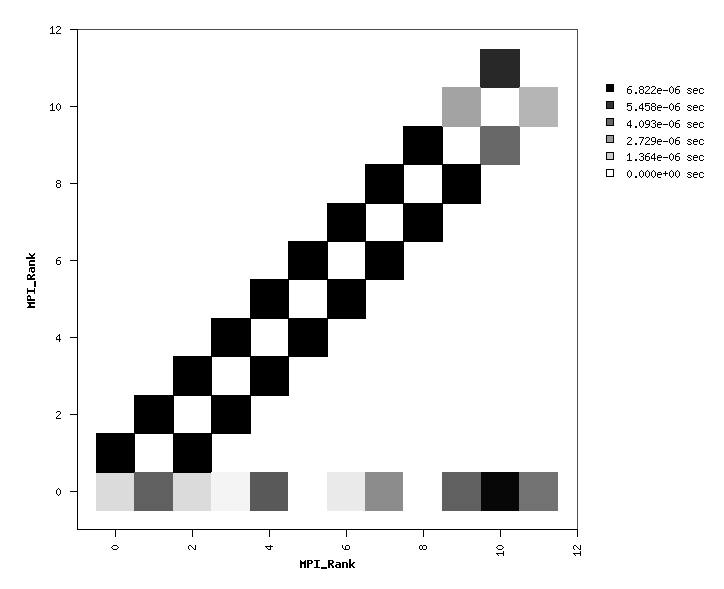 12
10
8
6
4
2
0
MPI_Rank
0
2
4
6
8
10
12
MPI_Rank
6.822e-06 sec
5.458e-06 sec
4.093e-06 sec
2.729e-06 sec
1.364e-06 sec
0.000e+00 sec